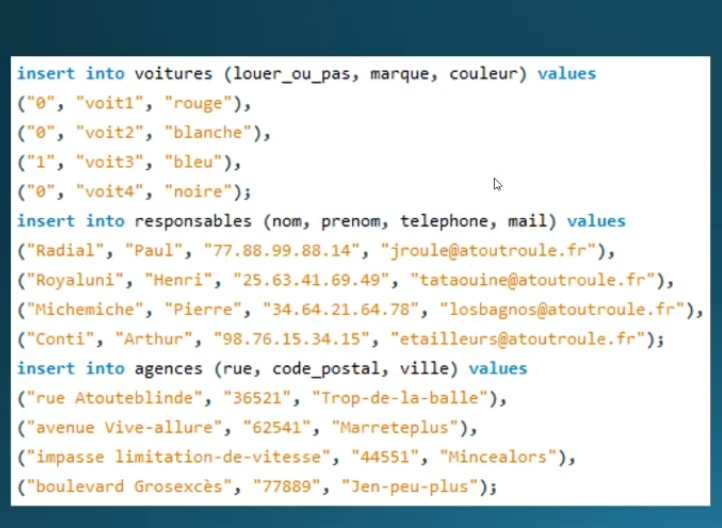 insert into voitures (louer_ou_pas, marque, couleur) values
("0", "voit1", "rouge"),
("0", "voit2", "blanche"),
("1", "voit3", "bleu"),
("0", "voit4", "noire");
insert into responsables (nom, prenom, telephone, mail) values
("Radial", "Paul", "77.88.99.88.14", "jroule@atoutroule.fr"),
("Royaluni", "Henri", "25.63.41.69.49", "tataouine@atoutroule.fr"),
("Michemiche", "Pierre", "34.64.21.64.78", "losbagnos@atoutroule.fr"),
("Conti", "Arthur", "98.76.15.34.15", "etailleurs@atoutroule.fr");
insert into agences (rue, code_postal, ville) values
("rue Atouteblinde", "36521", "Trop-de-la-balle"),
("avenue Vive-allure", "62541", "Marreteplus"),
("impasse limitation-de-vitesse", "44551", "Mincealors"),
("boulevard Grosexcès", "77889", "Jen-peu-plus");